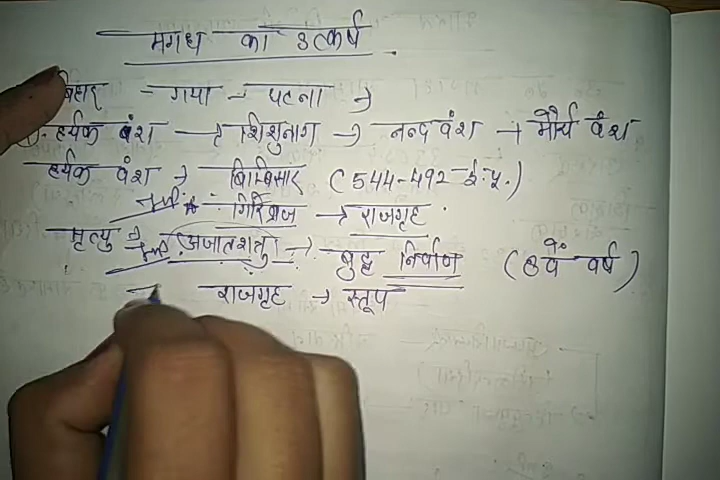 मगध का उत्कर्ष
बिहार - गया - पटना →
1. हर्यक वंश → शिशुनाग → नन्द वंश → मौर्य वंश
हर्यक वंश → बिम्बिसार (544-492 ई. पू.)
गिरिव्रज → राजगृह
मृत्यु → अजातशत्रु → बुद्ध निर्वाण (8वें वर्ष)
राजगृह → स्तूप